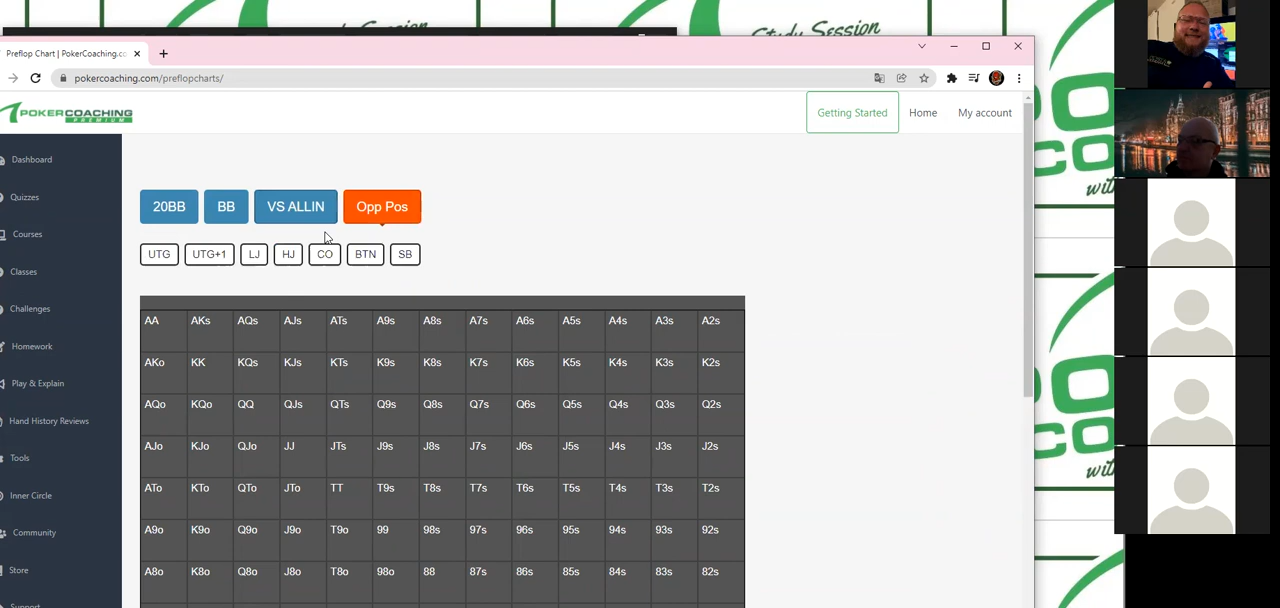 Study Session
Study Session
Preflop Chart | PokerCoaching.co
pokercoaching.com/preflopcharts/
POKERCOACHING
PREMIUM
Getting Started
Home
My account
Dashboard
Quizzes
Courses
Classes
Challenges
Homework
Play & Explain
Hand History Reviews
Tools
Inner Circle
Community
Store
Support
20BB
BB
VS ALLIN
Opp Pos
UTG
UTG+1
LJ
HJ
CO
BTN
SB
AA AKs AQs AJs ATs A9s A8s A7s A6s A5s A4s A3s A2s
AKo KK KQs KJs KTs K9s K8s K7s K6s K5s K4s K3s K2s
AQo KQo QQ QJs QTs Q9s Q8s Q7s Q6s Q5s Q4s Q3s Q2s
AJo KJo QJo JJ JTs J9s J8s J7s J6s J5s J4s J3s J2s
ATo KTo QTo JTo TT T9s T8s T7s T6s T5s T4s T3s T2s
A9o K9o Q9o J9o T9o 99 98s 97s 96s 95s 94s 93s 92s
A8o K8o Q8o J8o T8o 98o 88 87s 86s 85s 84s 83s 82s
PO
CO
wit
PO
CO
wit